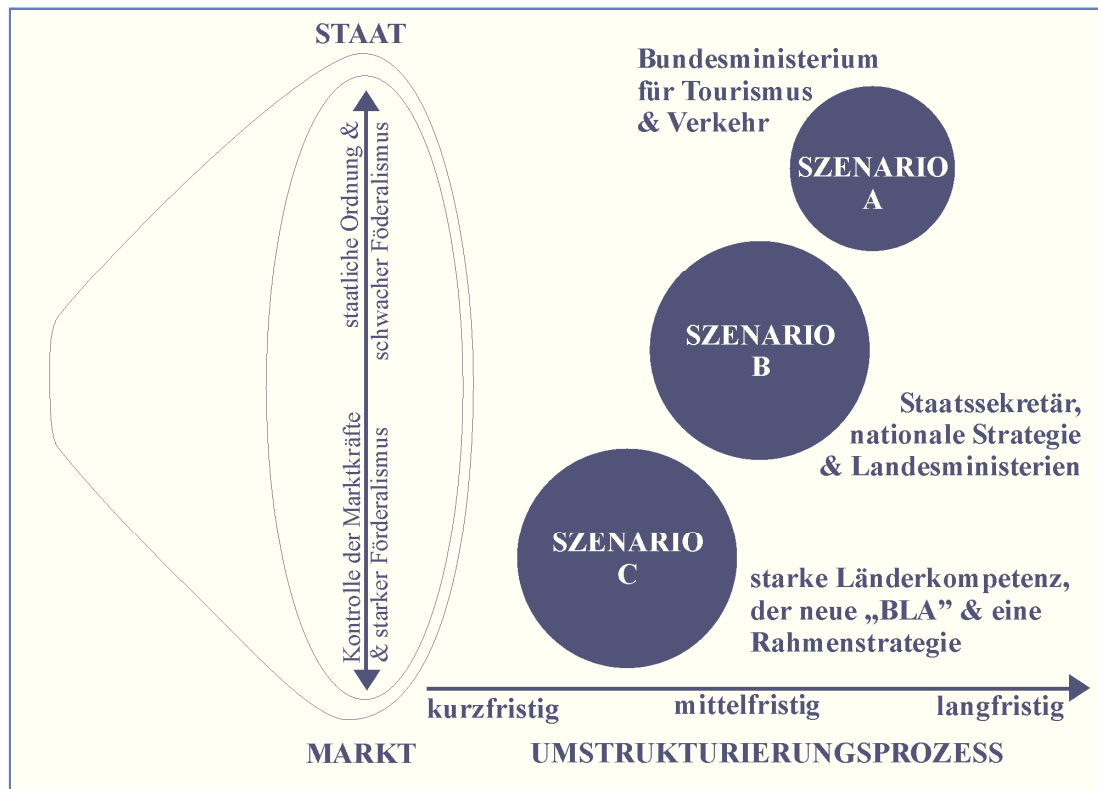 STAAT
staatliche Ordnung &
schwacher Föderalismus
Kontrolle der Marktkräfte
& starker Förderalismus
MARKT
Bundesministerium
für Tourismus
& Verkehr
SZENARIO
A
SZENARIO
B
Staatssekretär,
nationale Strategie
& Landesministerien
SZENARIO
C
starke Länderkompetenz,
der neue „BLA” & eine
Rahmenstrategie
kurzfristig
mittelfristig
langfristig
UMSTRUKTURIERUNGSPROZESS